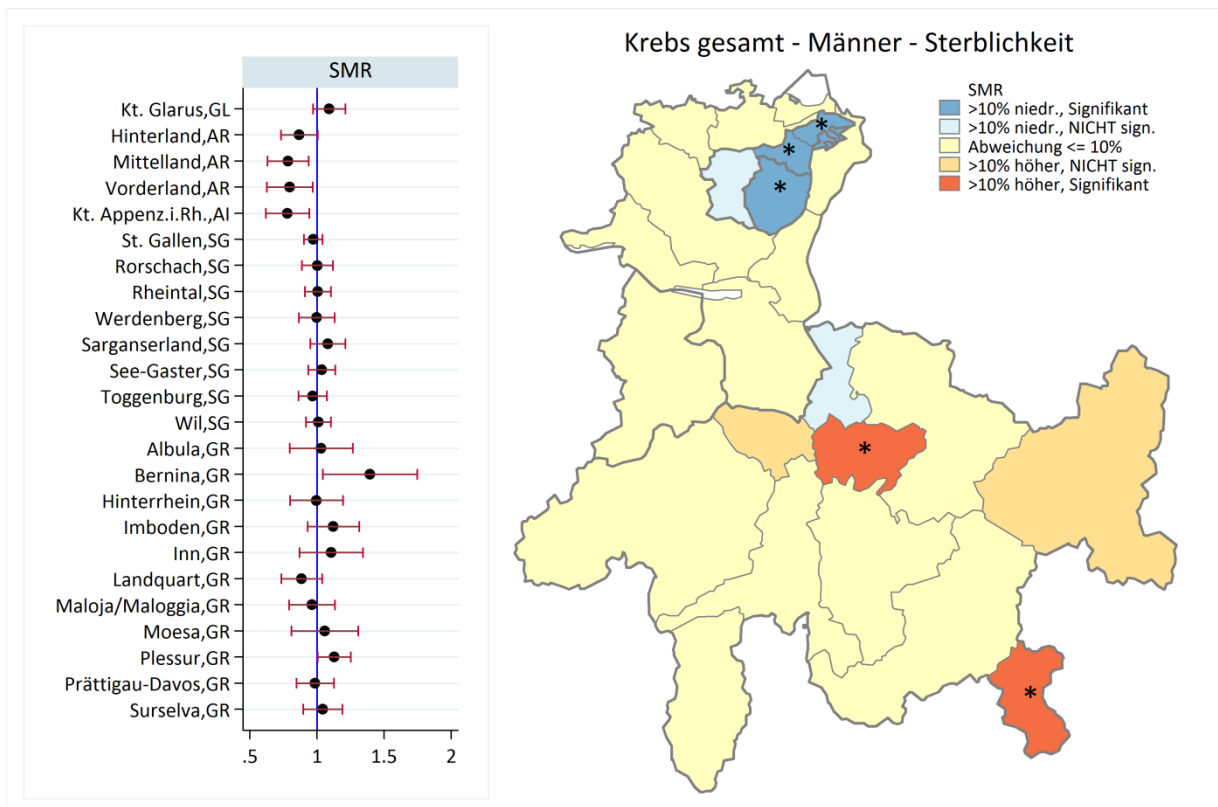 SMR
Kt. Glarus,GL
Hinterland,AR
Mittelland,AR
Vorderland,AR
Kt. Appenz.i.Rh.,AI
St. Gallen,SG
Rorschach,SG
Rheintal,SG
Werdenberg,SG
Sarganserland,SG
See-Gaster,SG
Toggenburg,SG
Wil,SG
Albula,GR
Bernina,GR
Hinterrhein,GR
Imboden,GR
Inn,GR
Landquart,GR
Maloja/Maloggia,GR
Moesa,GR
Plessur,GR
Prättigau-Davos,GR
Surselva,GR
.5 1 1.5 2
Krebs gesamt - Männer - Sterblichkeit
SMR
>10% niedr., Signifikant
>10% niedr., NICHT sign.
Abweichung <= 10%
>10% höher, NICHT sign.
>10% höher, Signifikant
*
*
*
*
*